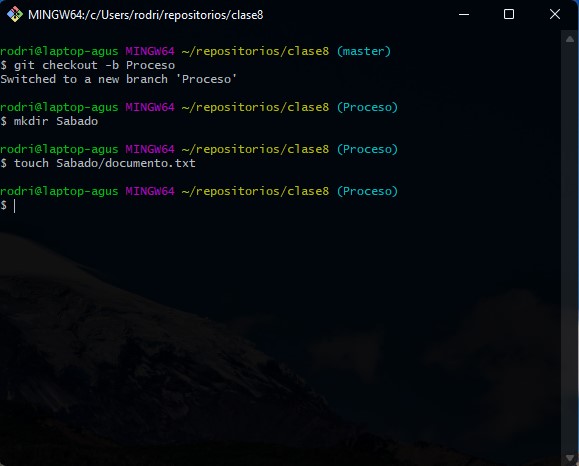 MINGW64:/c/Users/rodri/repositorios/clase8
rodri@laptop-agus MINGW64 ~/repositorios/clase8 (master)
$ git checkout -b Proceso
Switched to a new branch 'Proceso'
rodri@laptop-agus MINGW64 ~/repositorios/clase8 (Proceso)
$ mkdir Sabado
rodri@laptop-agus MINGW64 ~/repositorios/clase8 (Proceso)
$ touch Sabado/documento.txt
rodri@laptop-agus MINGW64 ~/repositorios/clase8 (Proceso)
$